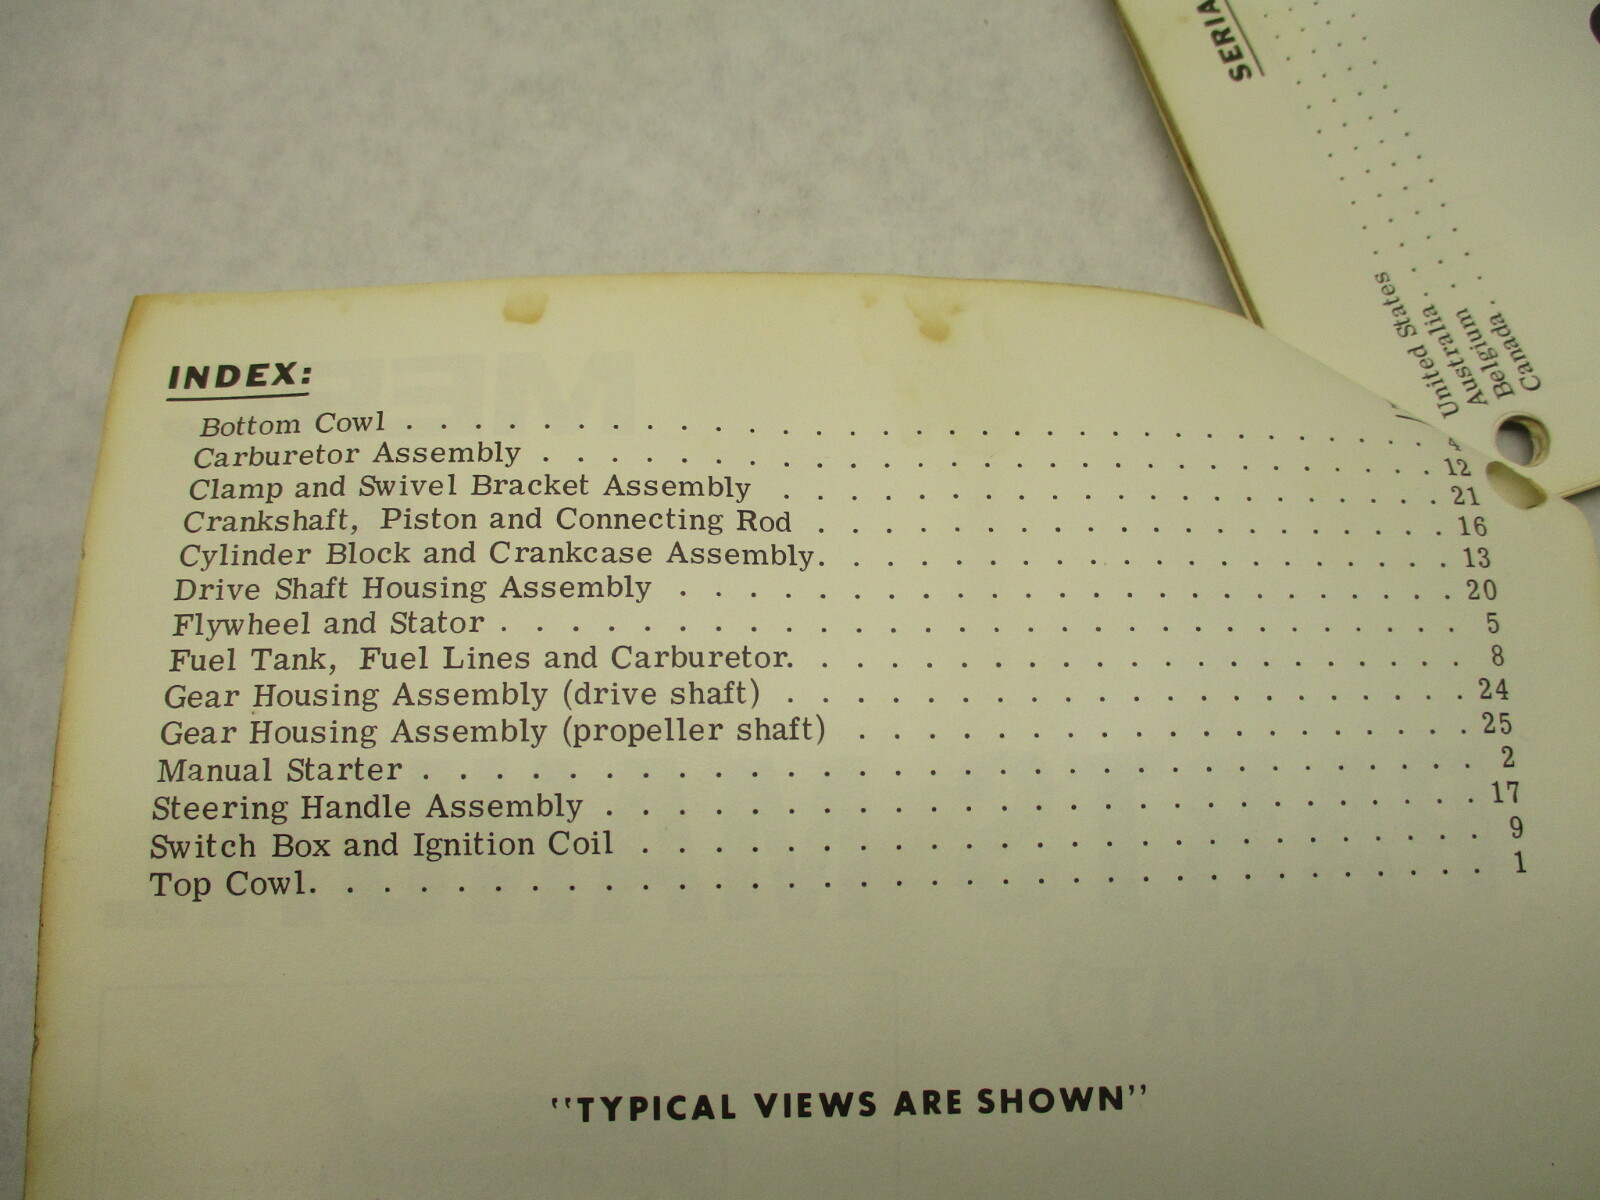 SERIA
United States . . . . . . . . . . .
Australia . . . . . . . . . . .
Belgium . . . . . . . . . . .
Canada. . . . . . . . . . . .
INDEX:
Bottom Cowl . . . . . . . . . . . . . . . . . . . . . . . . . . . . . . 4
Carburetor Assembly . . . . . . . . . . . . . . . . . . . . . . . . . . 12
Clamp and Swivel Bracket Assembly . . . . . . . . . . . . . . . . . . . 21
Crankshaft, Piston and Connecting Rod . . . . . . . . . . . . . . . . . . . 16
Cylinder Block and Crankcase Assembly. . . . . . . . . . . . . . . . . . . 13
Drive Shaft Housing Assembly . . . . . . . . . . . . . . . . . . . . . . . 20
Flywheel and Stator . . . . . . . . . . . . . . . . . . . . . . . . . . . . 5
Fuel Tank, Fuel Lines and Carburetor. . . . . . . . . . . . . . . . . . . . 8
Gear Housing Assembly (drive shaft) . . . . . . . . . . . . . . . . . . . . 24
Gear Housing Assembly (propeller shaft) . . . . . . . . . . . . . . . . . . 25
Manual Starter . . . . . . . . . . . . . . . . . . . . . . . . . . . . . . 2
Steering Handle Assembly . . . . . . . . . . . . . . . . . . . . . . . . . 17
Switch Box and Ignition Coil . . . . . . . . . . . . . . . . . . . . . . . . 9
Top Cowl. . . . . . . . . . . . . . . . . . . . . . . . . . . . . . . . . . 1
"TYPICAL VIEWS ARE SHOWN"